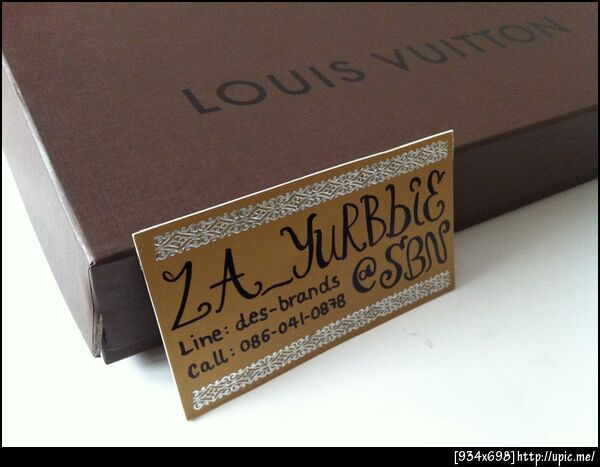 LOUIS VUITTON
ZA_YURBbiE
@SBN
Line: des-brands
Call: 086-041-0878
[934x698]http://upic.me/